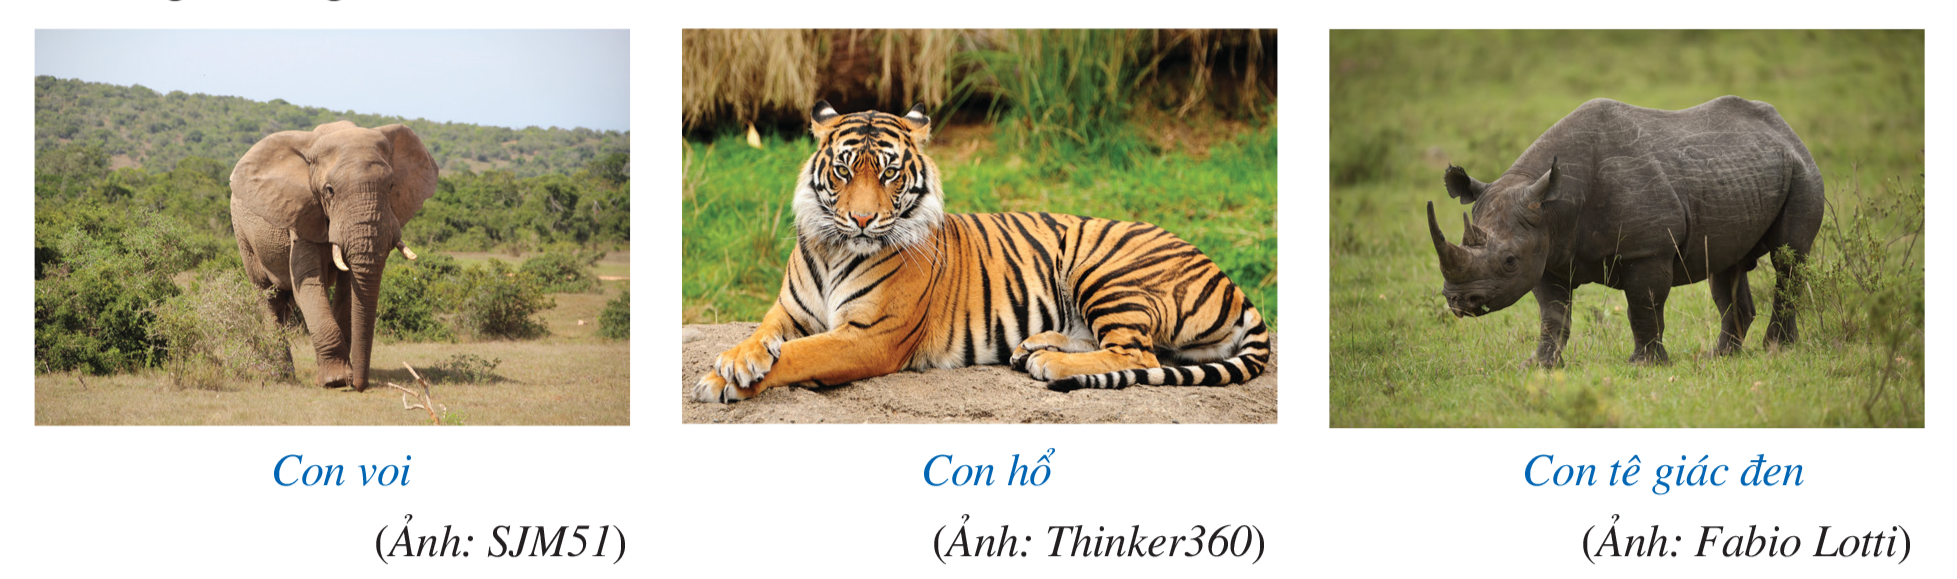 Con voi
(Ảnh: SJM51)
Con hổ
(Ảnh: Thinker360)
Con tê giác đen
(Ảnh: Fabio Lotti)